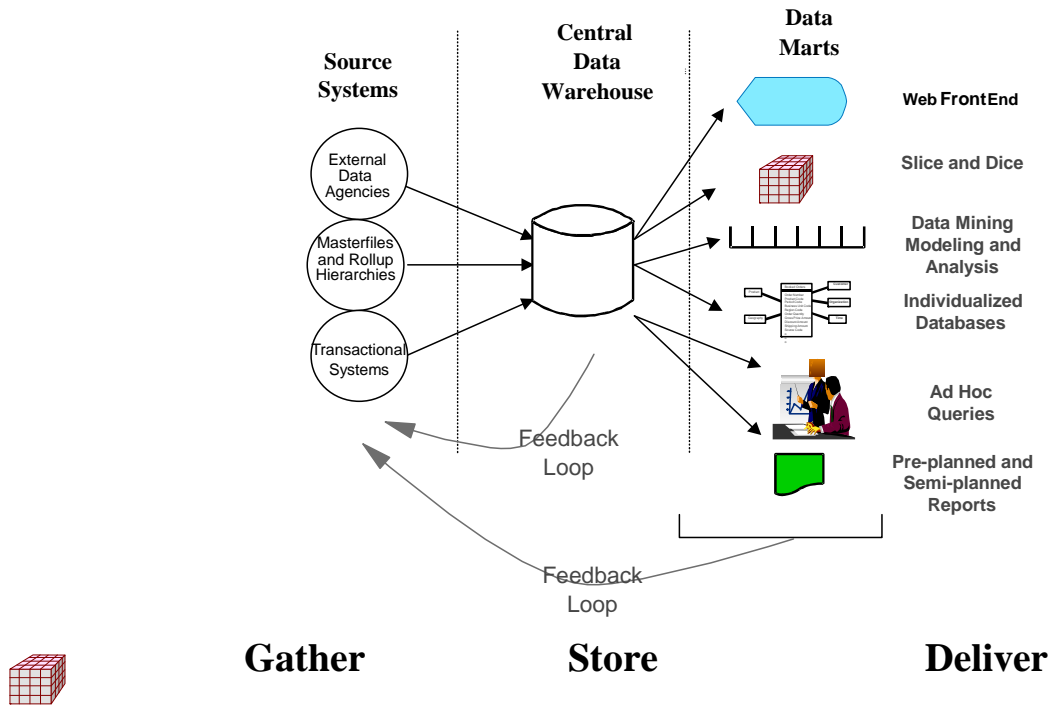 Source
Systems
Central
Data
Warehouse
Data
Marts
External
Data
Agencies
Masterfiles
and Rollup
Hierarchies
Transactional
Systems
Web Front End
Slice and Dice
Data Mining
Modeling and
Analysis
Individualized
Databases
Ad Hoc
Queries
Pre-planned and
Semi-planned
Reports
Feedback
Loop
Feedback
Loop
Gather
Store
Deliver